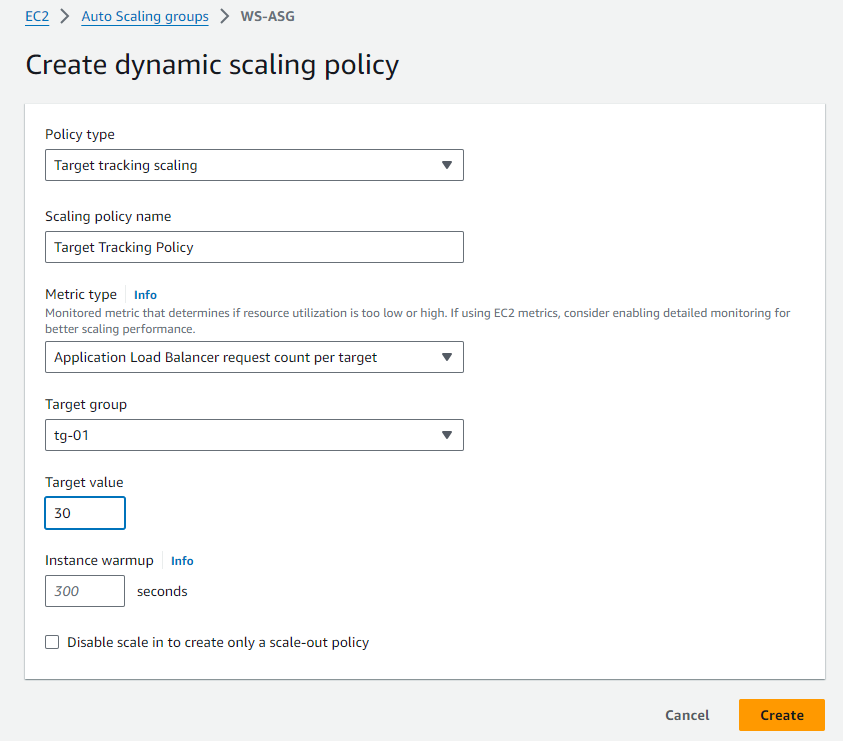 EC2 > Auto Scaling groups > WS-ASG
Create dynamic scaling policy
Policy type
Target tracking scaling
Scaling policy name
Target Tracking Policy
Metric type Info
Monitored metric that determines if resource utilization is too low or high. If using EC2 metrics, consider enabling detailed monitoring for
better scaling performance.
Application Load Balancer request count per target
Target group
tg-01
Target value
30
Instance warmup Info
300 seconds
Disable scale in to create only a scale-out policy
Cancel Create